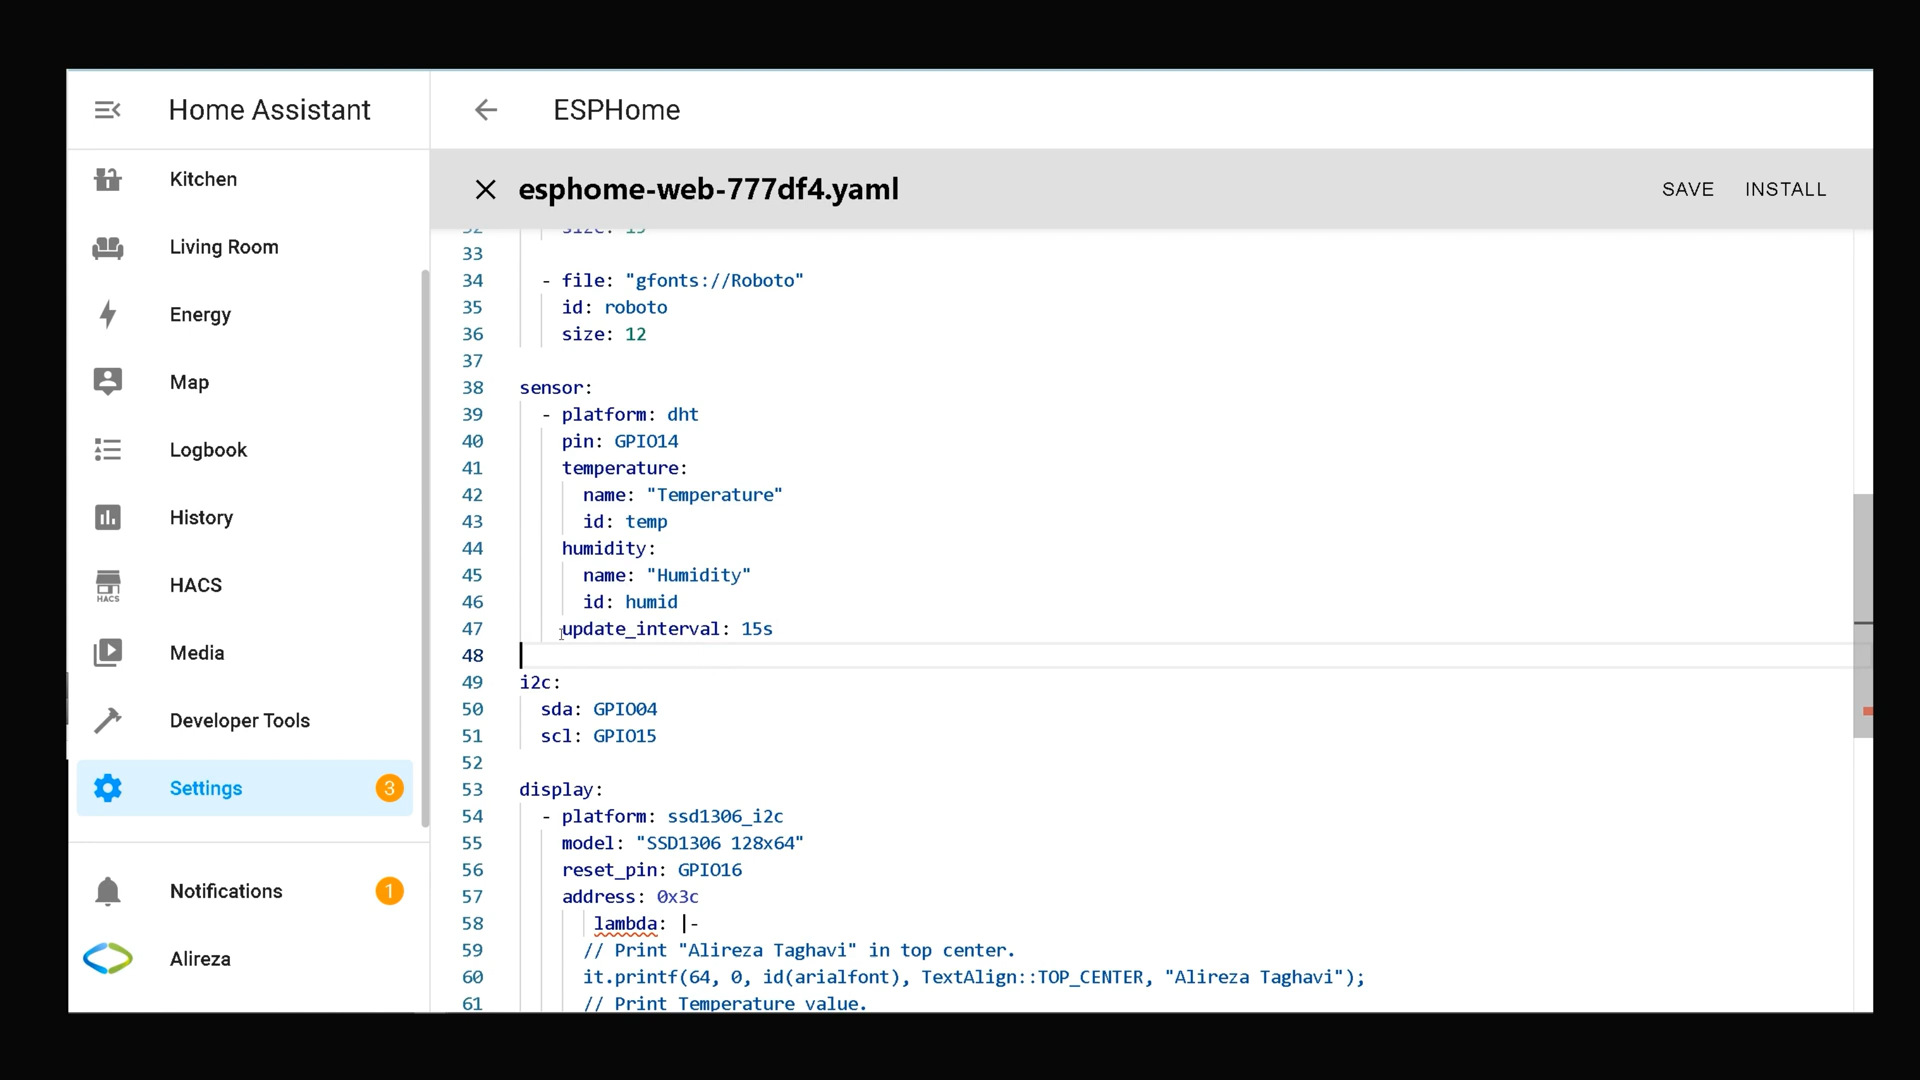 Home Assistant
ESPHome
esphome-web-777df4.yaml
SAVE INSTALL
Kitchen
Living Room
Energy
Map
Logbook
History
HACS
HACS
Media
Developer Tools
Settings 3
Notifications 1
Alireza
32 size: 15
33
34 - file: "gfonts://Roboto"
35 id: roboto
36 size: 12
37
38 sensor:
39 - platform: dht
40 pin: GPIO14
41 temperature:
42 name: "Temperature"
43 id: temp
44 humidity:
45 name: "Humidity"
46 id: humid
47 update_interval: 15s
48
49 i2c:
50 sda: GPIO04
51 scl: GPIO15
52
53 display:
54 - platform: ssd1306_i2c
55 model: "SSD1306 128x64"
56 reset_pin: GPIO16
57 address: 0x3c
58 lambda: |-
59 // Print "Alireza Taghavi" in top center.
60 it.printf(64, 0, id(arialfont), TextAlign::TOP_CENTER, "Alireza Taghavi");
61 // Print Temperature value.